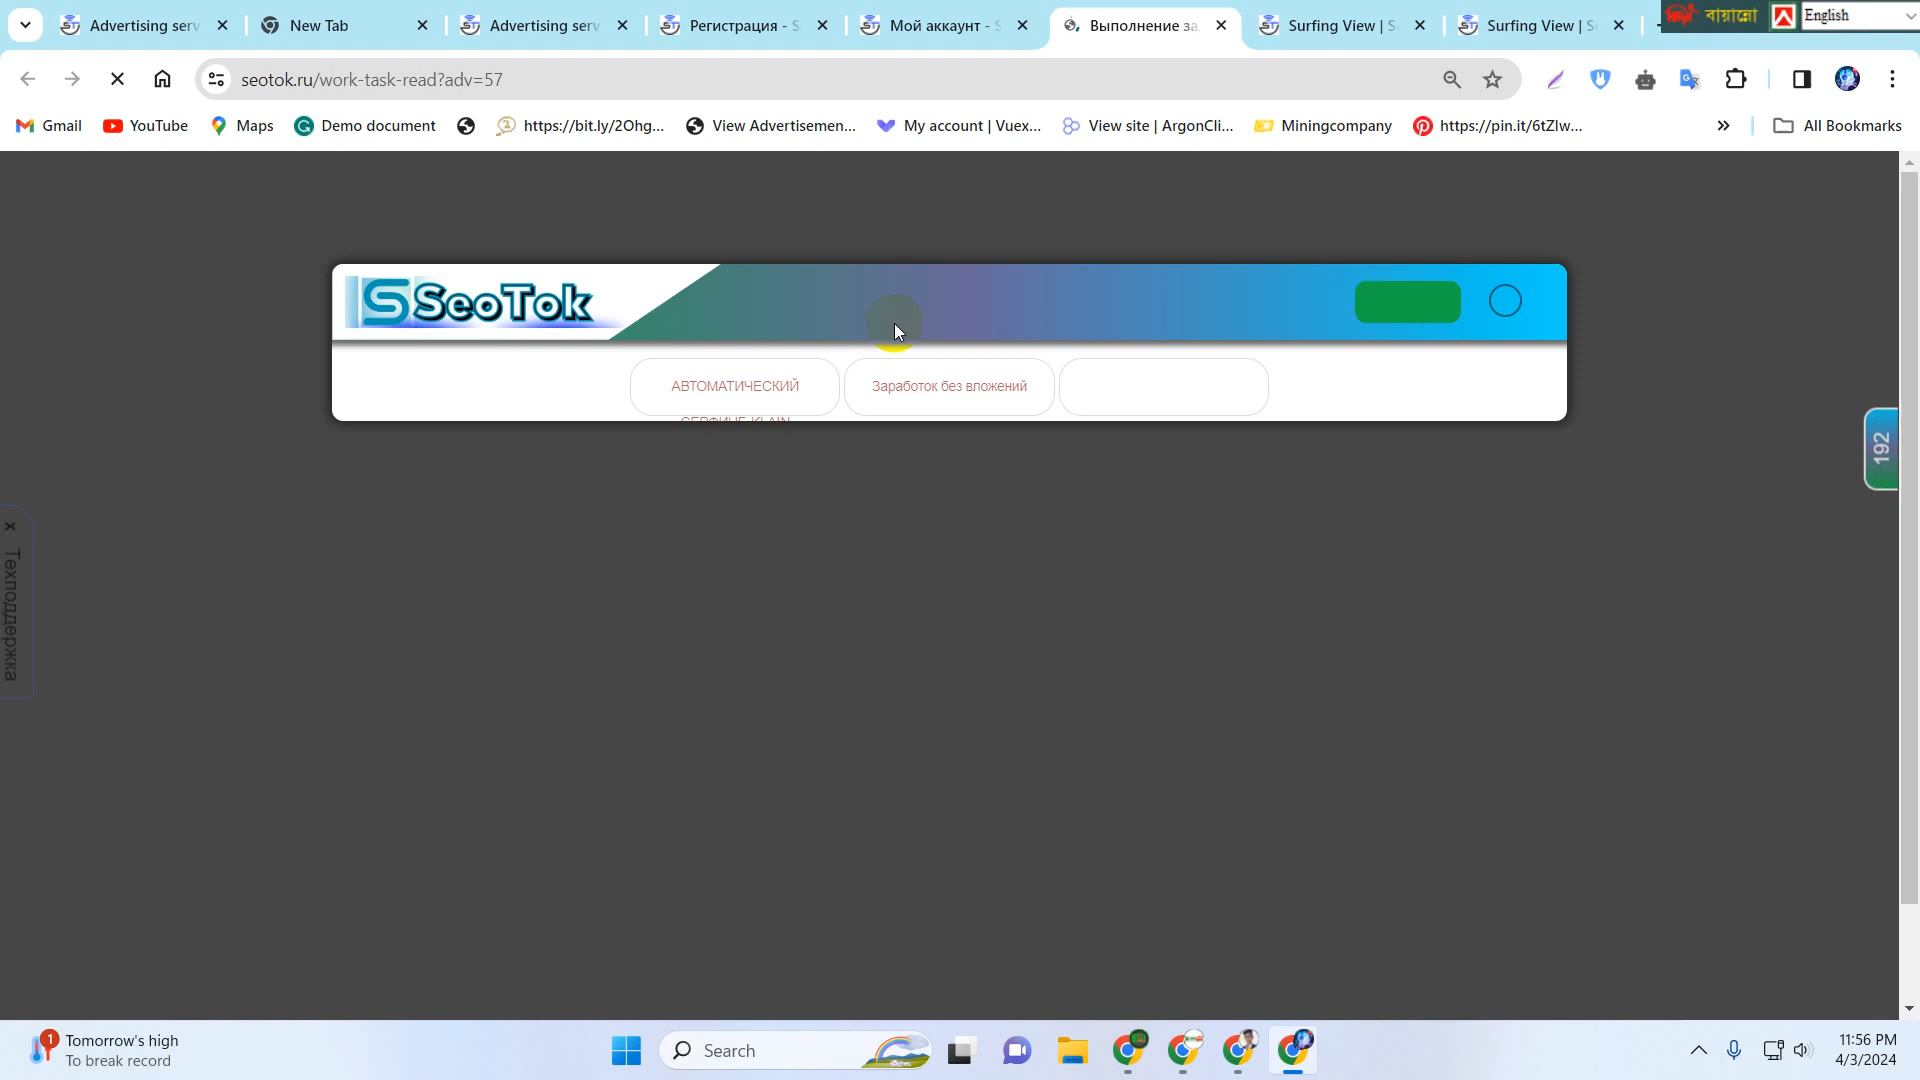 Advertising serv
New Tab
Advertising serv
Регистрация - S
Мой аккаунт - S
Выполнение за
Surfing View | S
Surfing View | S
বায়ান্নো
English
seotok.ru/work-task-read?adv=57
Gmail
YouTube
Maps
Demo document
https://bit.ly/2Ohg...
View Advertisemen...
My account | Vuex...
View site | ArgonCli...
Miningcompany
https://pin.it/6tZlw...
All Bookmarks
SeoTok
АВТОМАТИЧЕСКИЙ
СЕРФИНГ KLAIN
Заработок без вложений
192
x Техподдержка
1
Tomorrow's high
To break record
Search
11:56 PM
4/3/2024